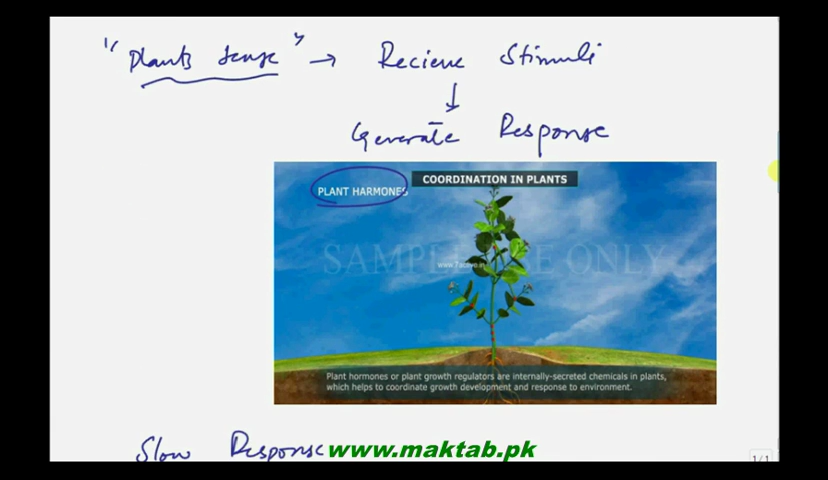 "Plants sense" → Recieve Stimuli
↓
Generate Response
COORDINATION IN PLANTS
PLANT HARMONES
SAMPLE USE ONLY
Plant hormones or plant growth regulators are internally-secreted chemicals in plants,
which helps to coordinate growth development and response to environment.
Slow Response
www.maktab.pk
1/1